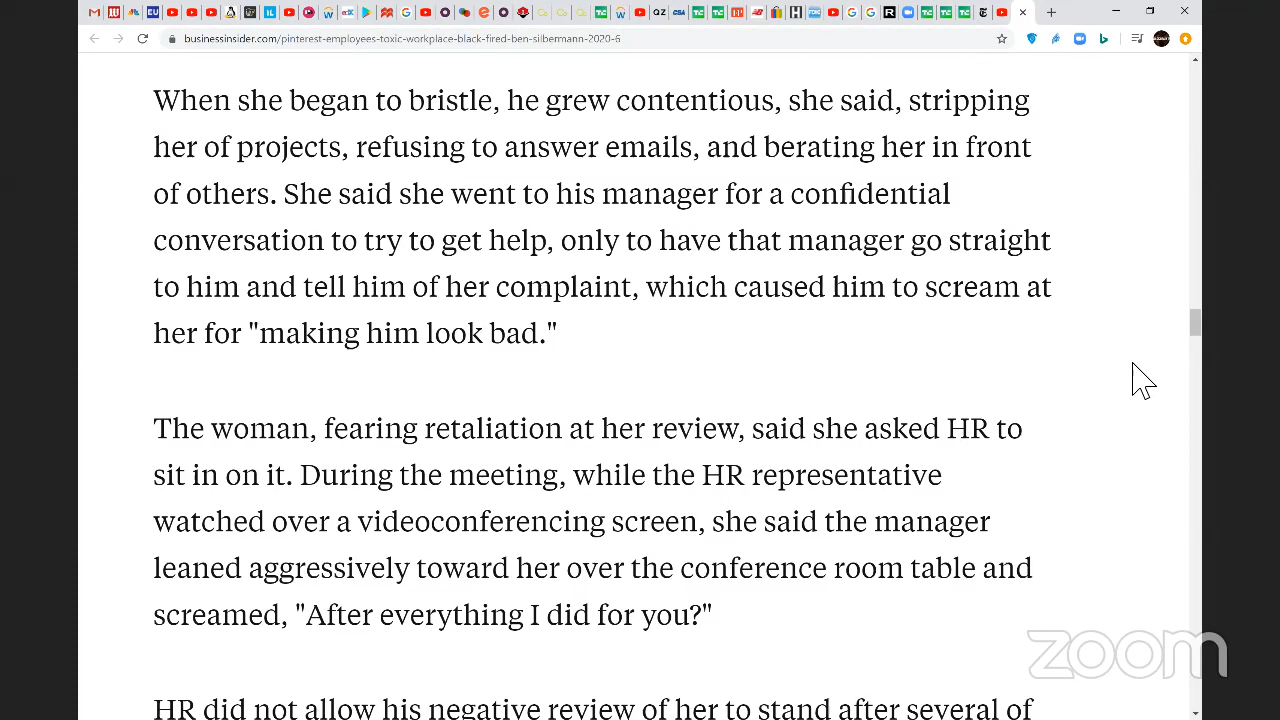 businessinsider.com/pinterest-employees-toxic-workplace-black-fired-ben-silbermann-2020-6
When she began to bristle, he grew contentious, she said, stripping
her of projects, refusing to answer emails, and berating her in front
of others. She said she went to his manager for a confidential
conversation to try to get help, only to have that manager go straight
to him and tell him of her complaint, which caused him to scream at
her for "making him look bad."
The woman, fearing retaliation at her review, said she asked HR to
sit in on it. During the meeting, while the HR representative
watched over a videoconferencing screen, she said the manager
leaned aggressively toward her over the conference room table and
screamed, "After everything I did for you?"
zoom
HR did not allow his negative review of her to stand after several of